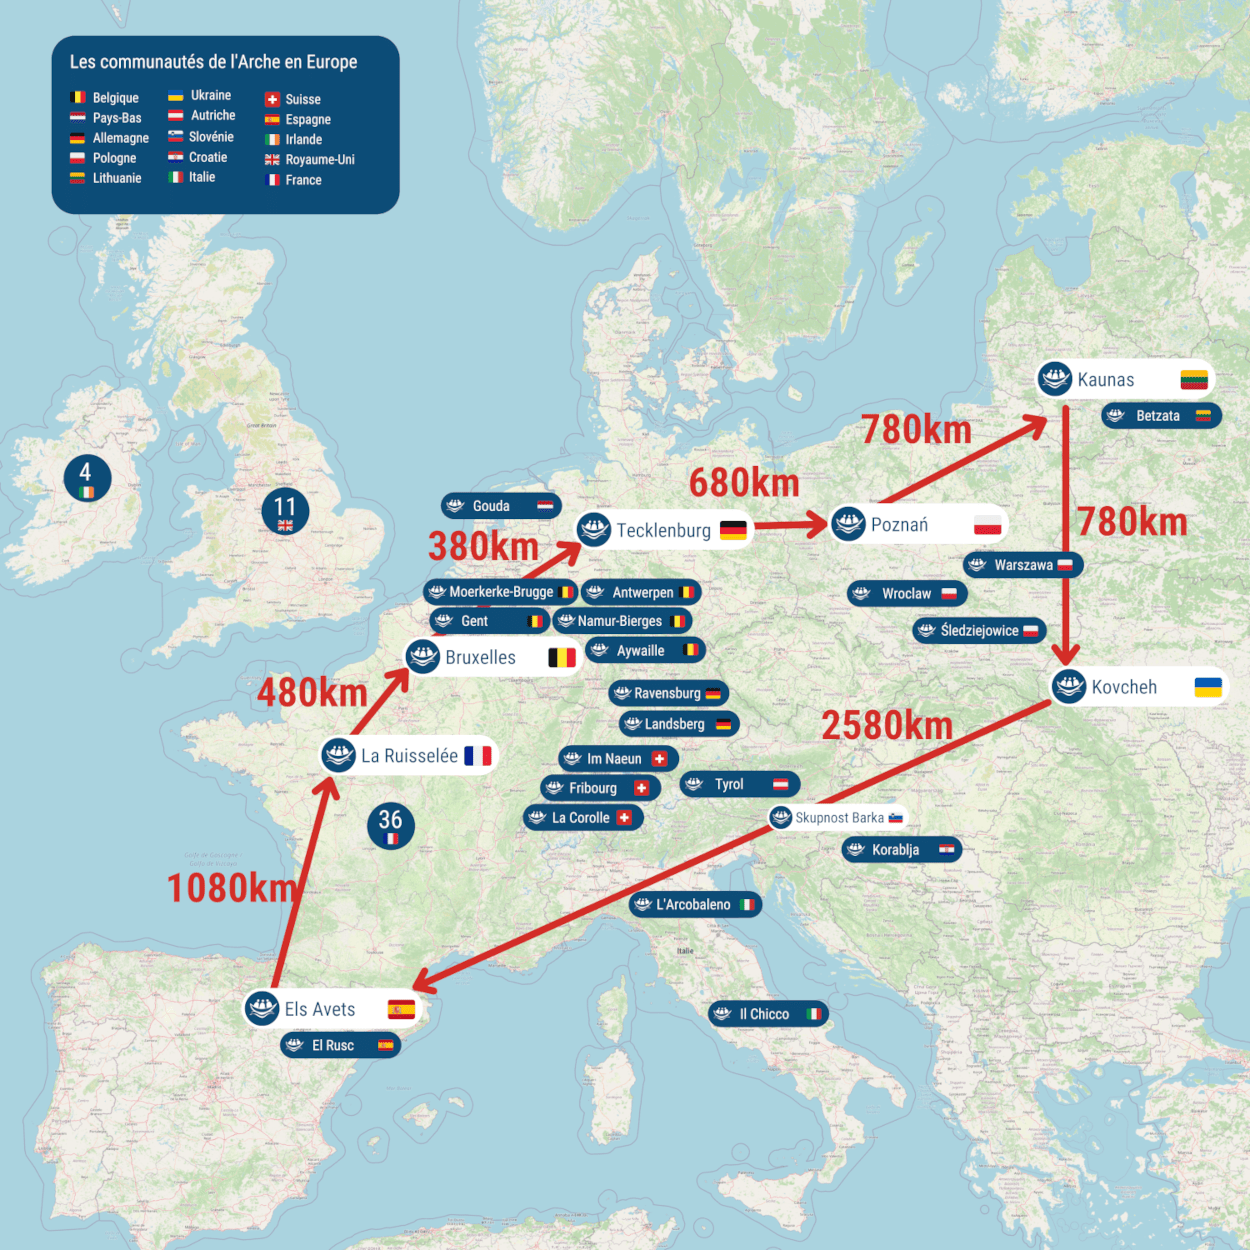 Les communautés de l'Arche en Europe
Belgique
Pays-Bas
Allemagne
Pologne
Lithuanie
Ukraine
Autriche
Slovénie
Croatie
Italie
Suisse
Espagne
Irlande
Royaume-Uni
France
Kaunas
Betzata
780km
4
11
Great Britain
Gouda
680km
Tecklenburg
Poznań
780km
380km
Warszawa
Moerkerke-Brugge
Antwerpen
Wroclaw
Gent
Namur-Bierges
Śledziejowice
Bruxelles
Aywaille
Kovcheh
480km
Ravensburg
Landsberg
2580km
La Ruisselée
Im Naeun
Fribourg
Tyrol
La Corolle
Skupnost Barka
36
Korablja
1080km
L'Arcobaleno
Italie
Els Avets
Il Chicco
El Rusc